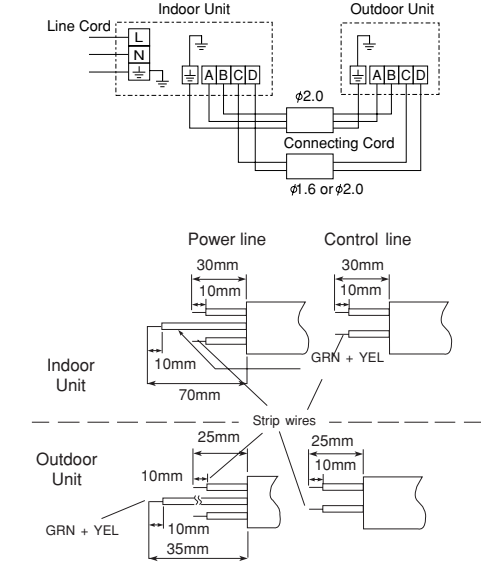 Indoor Unit
Outdoor Unit
Line Cord
L
N
A B C D
A B C D
ϕ2.0
Connecting Cord
ϕ1.6 or ϕ2.0
Power line
Control line
30mm
30mm
10mm
10mm
GRN + YEL
10mm
Indoor
Unit
70mm
Strip wires
25mm
25mm
Outdoor
Unit
10mm
10mm
GRN + YEL
10mm
35mm